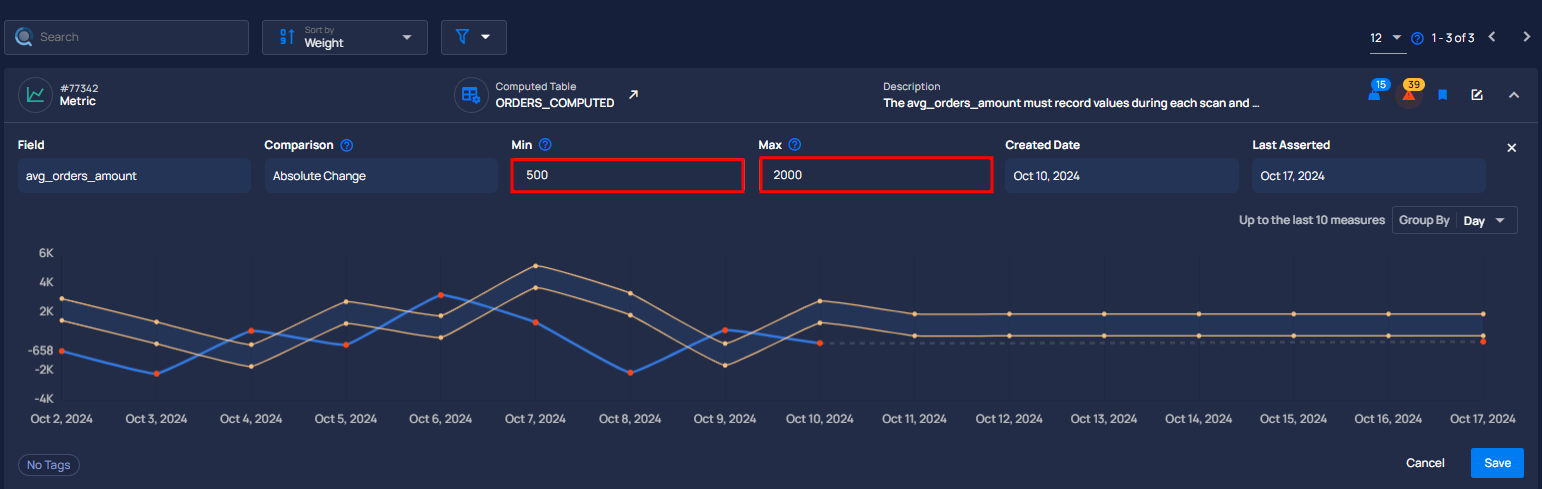 Search
Sort by
Weight
12
1 - 3 of 3
#77342
Metric
Computed Table
ORDERS_COMPUTED
Description
The avg_orders_amount must record values during each scan and ...
15
39
Field
Comparison
Min
Max
Created Date
Last Asserted
avg_orders_amount
Absolute Change
500
2000
Oct 10, 2024
Oct 17, 2024
Up to the last 10 measures
Group By
Day
6K
4K
2K
-658
-2K
-4K
Oct 2, 2024
Oct 3, 2024
Oct 4, 2024
Oct 5, 2024
Oct 6, 2024
Oct 7, 2024
Oct 8, 2024
Oct 9, 2024
Oct 10, 2024
Oct 11, 2024
Oct 12, 2024
Oct 13, 2024
Oct 14, 2024
Oct 15, 2024
Oct 16, 2024
Oct 17, 2024
No Tags
Cancel
Save